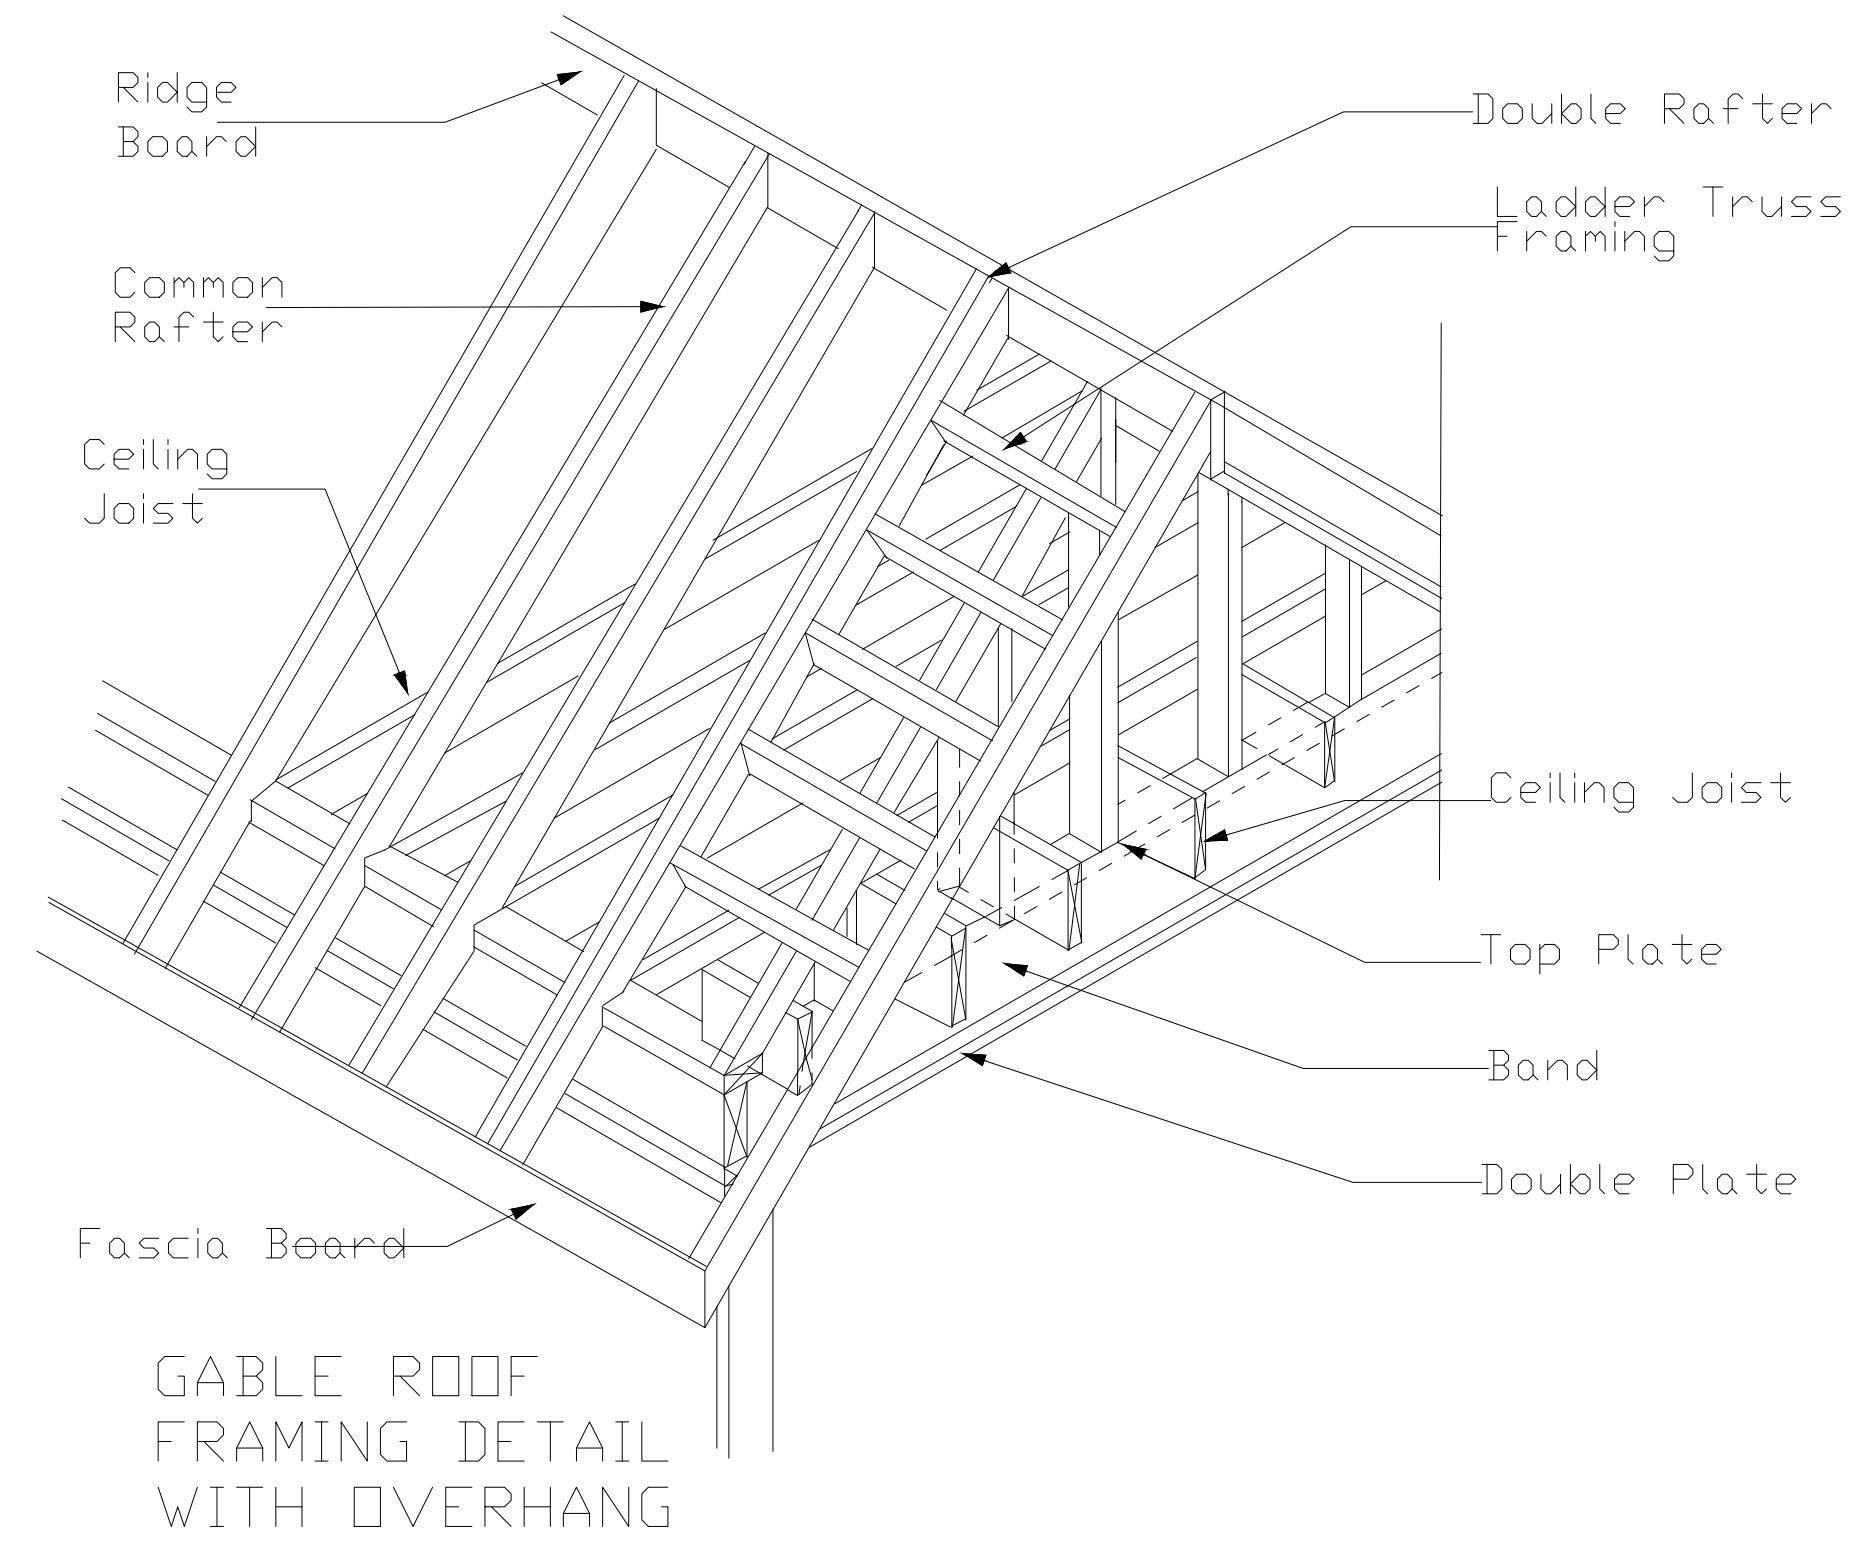 Ridge
Board
Double Rafter
Ladder Truss
Framing
Common
Rafter
Ceiling
Joist
Ceiling Joist
Top Plate
Band
Double Plate
Fascia Board
GABLE ROOF
FRAMING DETAIL
WITH OVERHANG